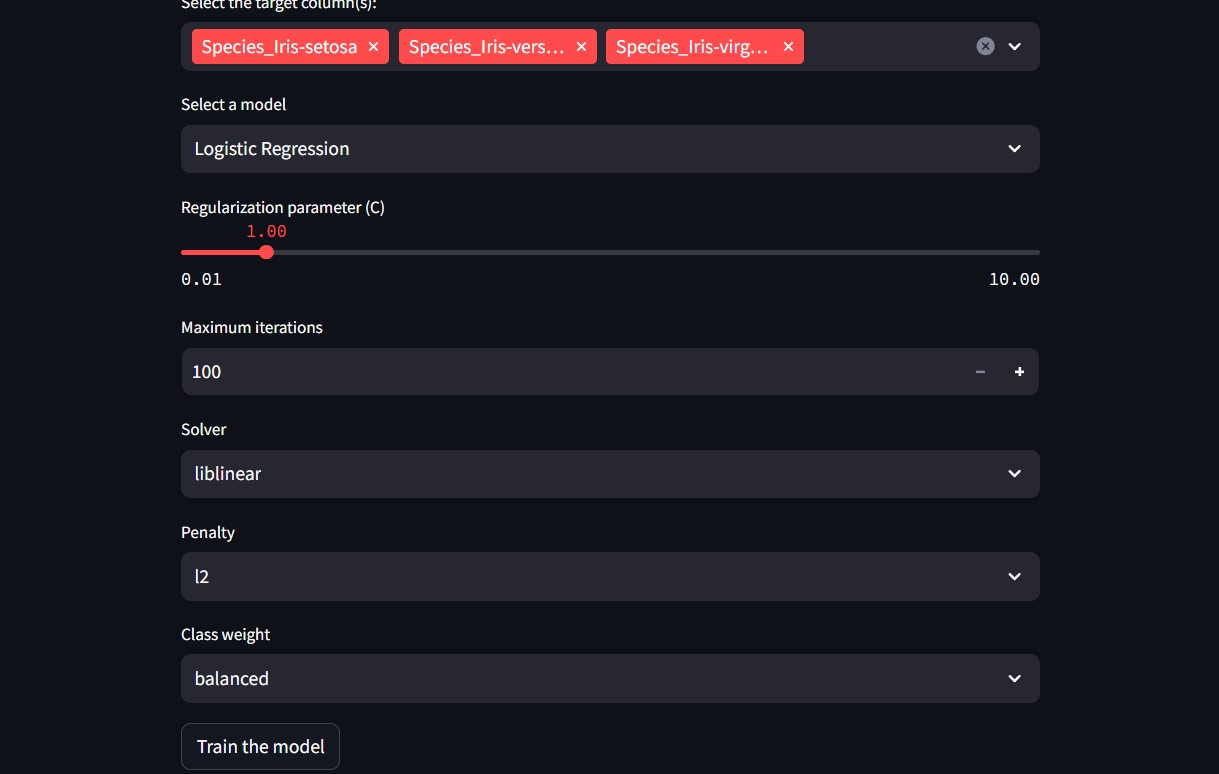 Select the target column(s):
Species_Iris-setosa × Species_Iris-vers... × Species_Iris-virg... ×
Select a model
Logistic Regression
Regularization parameter (C)
1.00
0.01 10.00
Maximum iterations
100 − +
Solver
liblinear
Penalty
l2
Class weight
balanced
Train the model